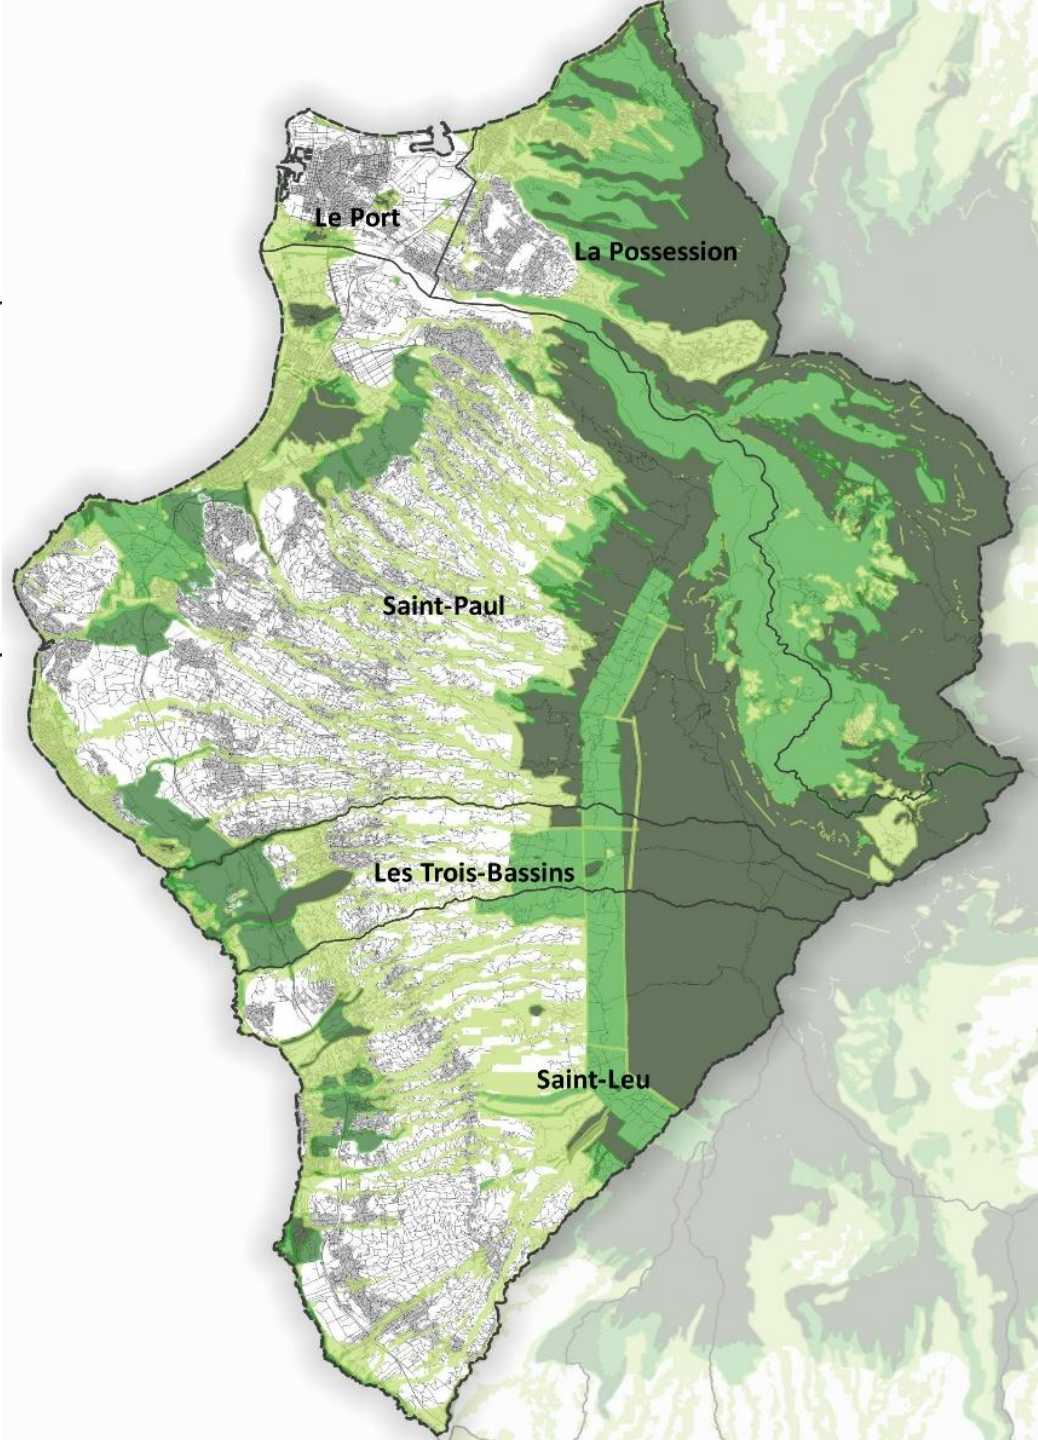 Le Port
La Possession
Saint-Paul
Les Trois-Bassins
Saint-Leu